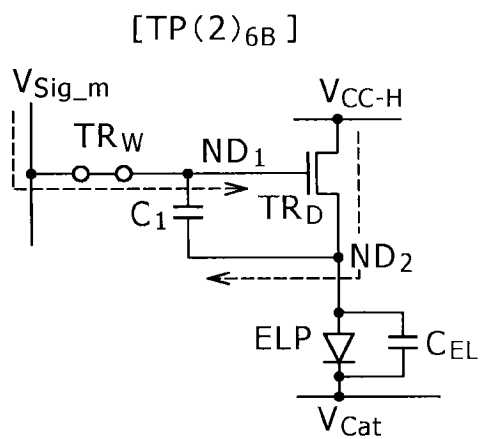 [TP(2)6B]
VSig_m
VCC-H
TRW
ND1
C1
TRD
ND2
ELP
CEL
VCat